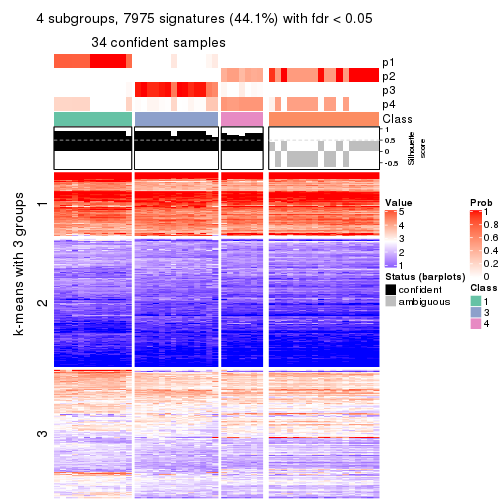 4 subgroups, 7975 signatures (44.1%) with fdr < 0.05
34 confident samples
p1
p2
p3
p4
Class
1
0.5
0
-0.5
Silhouette
score
k-means with 3 groups
1
2
3
Value
5
4
3
2
1
Status (barplots)
confident
ambiguous
Prob
1
0.8
0.6
0.4
0.2
0
Class
1
3
4